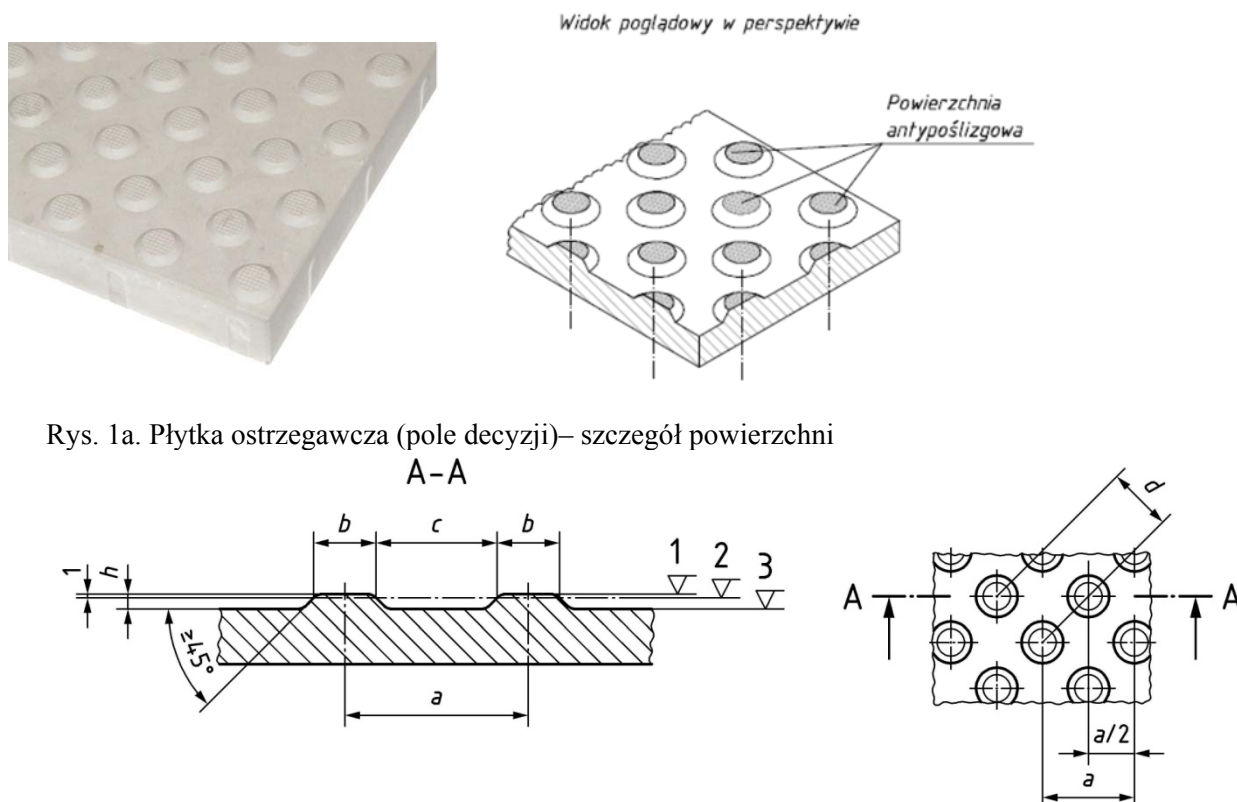 Widok poglądowy w perspektywie
Powierzchnia
antypoślizgowa
Rys. 1a. Płytka ostrzegawcza (pole decyzji)– szczegół powierzchni
A-A
b
c
b
1
h
1
2
3
≥45°
a
d
A
A
a/2
a